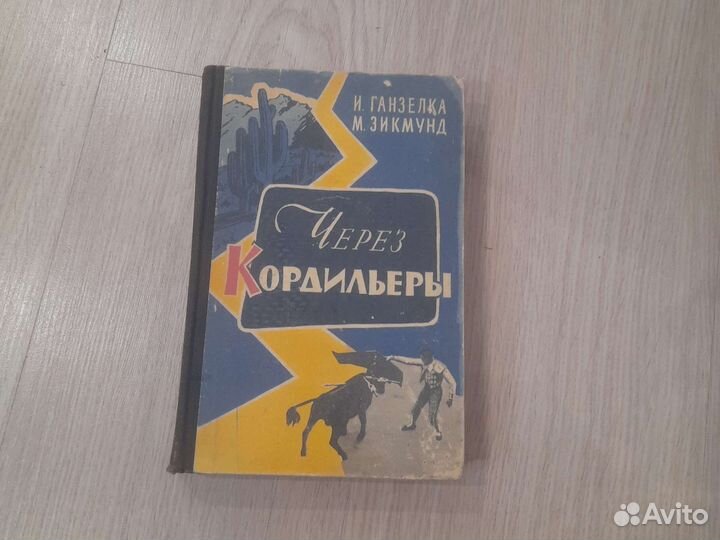 И. ГАНЗЕЛКА
М. ЗИКМУНД
ЧЕРЕЗ
КОРДИЛЬЕРЫ
Avito